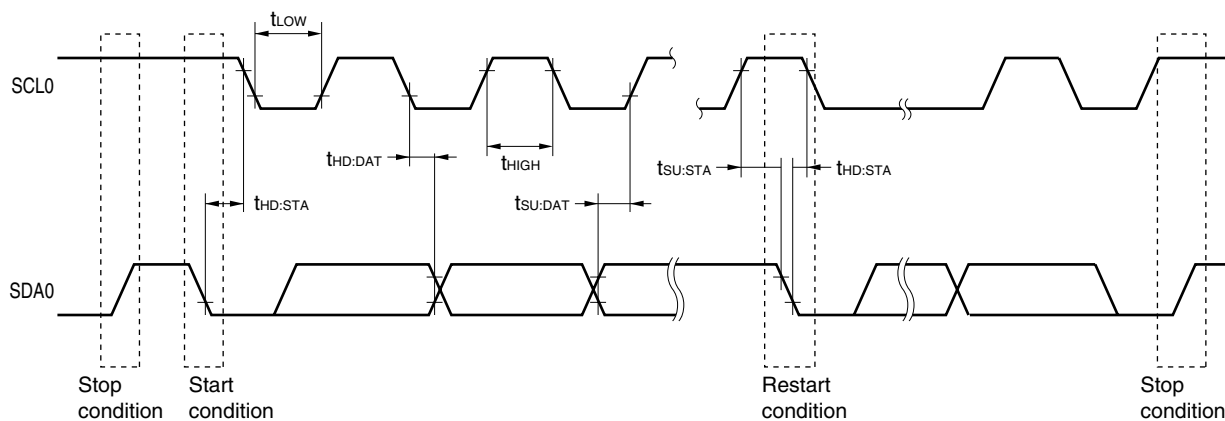 tLOW
SCL0
tHD:DAT
tHIGH
tSU:STA
tHD:STA
tHD:STA
tSU:DAT
SDA0
Stop
condition
Start
condition
Restart
condition
Stop
condition